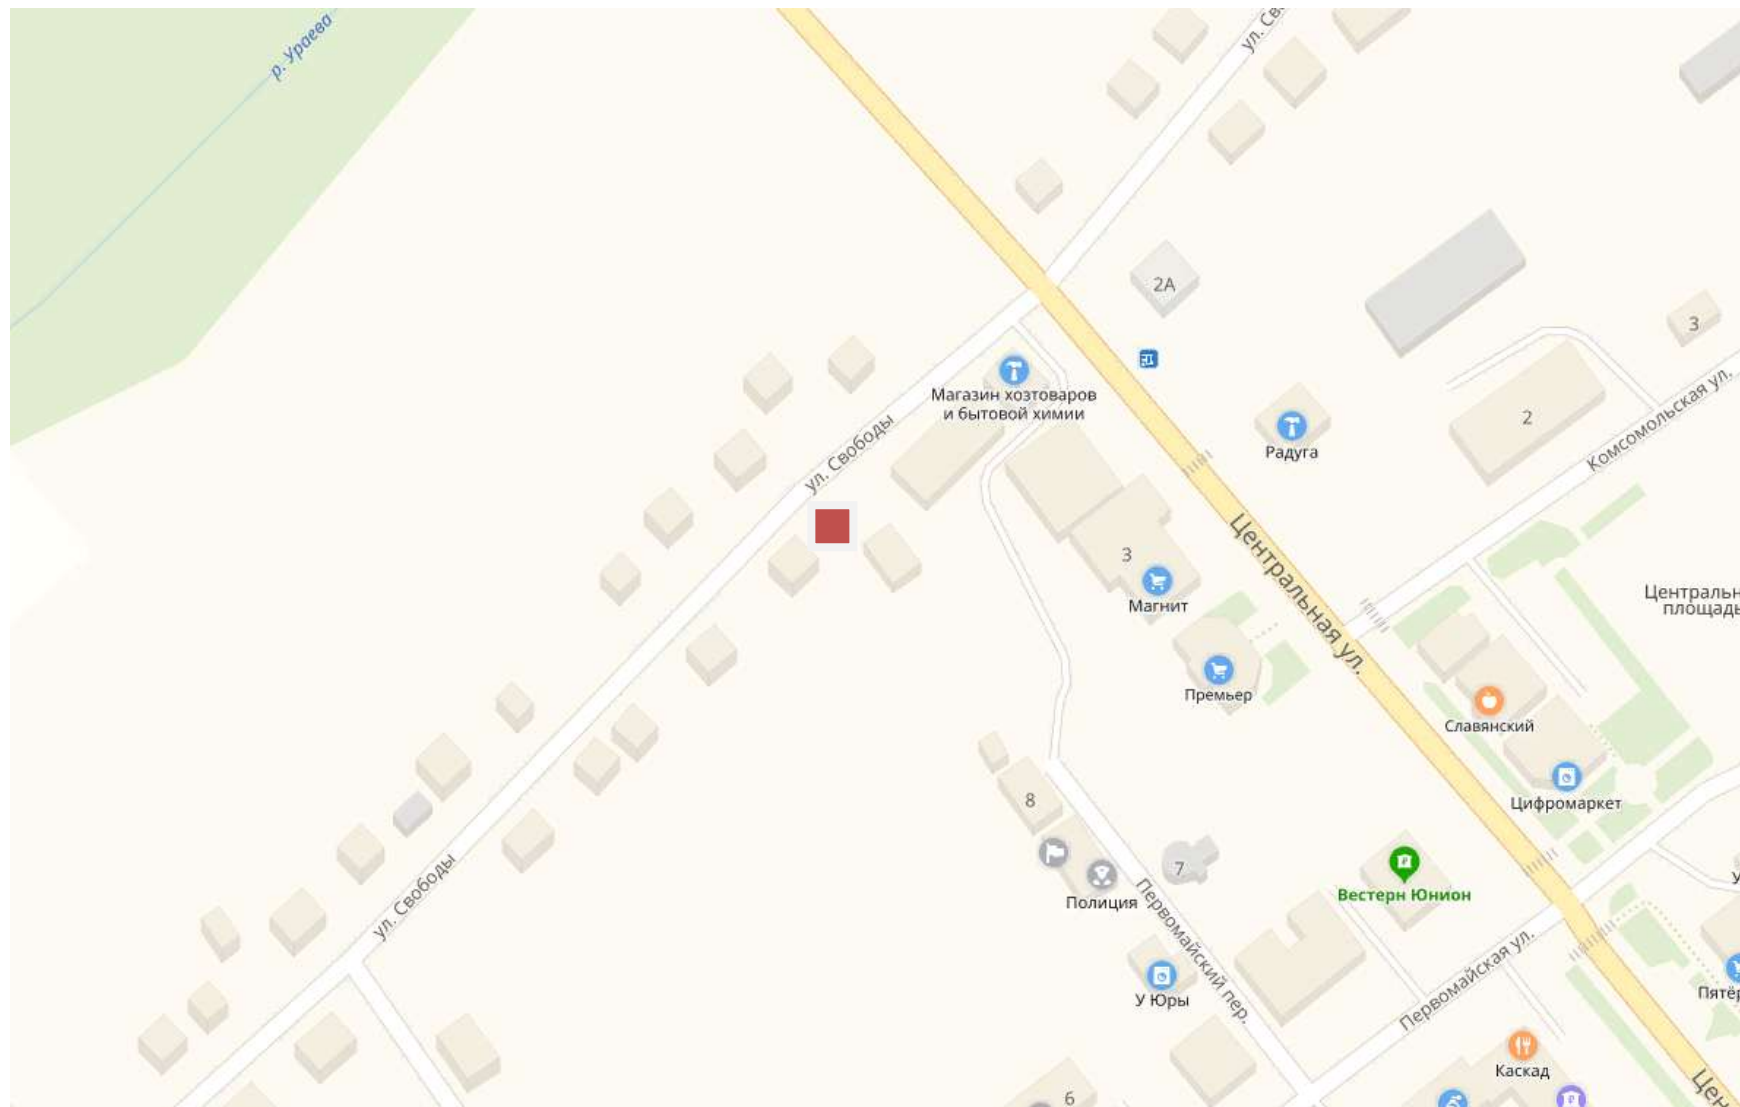 р. Ураева
ул. Св
2А
3
Магазин хозтоваров
и бытовой химии
2
Комсомольская ул.
Радуга
ул. Свободы
Центральная ул.
3
Магнит
Центральн
площадь
Премьер
Славянский
Цифромаркет
8
7
Полиция
Вестерн Юнион
ул. Свободы
Первомайский пер.
Первомайская ул.
У Юры
Пятёр
Каскад
6
Цен